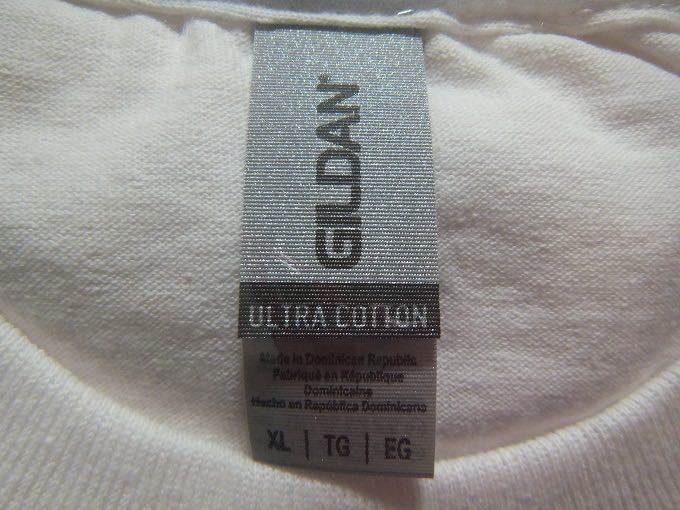 GILDAN
ULTRA COTTON
Made in Dominican Republic
Fabriqué en République
Dominicaine
Hecho en República Dominicana
XL | TG | EG